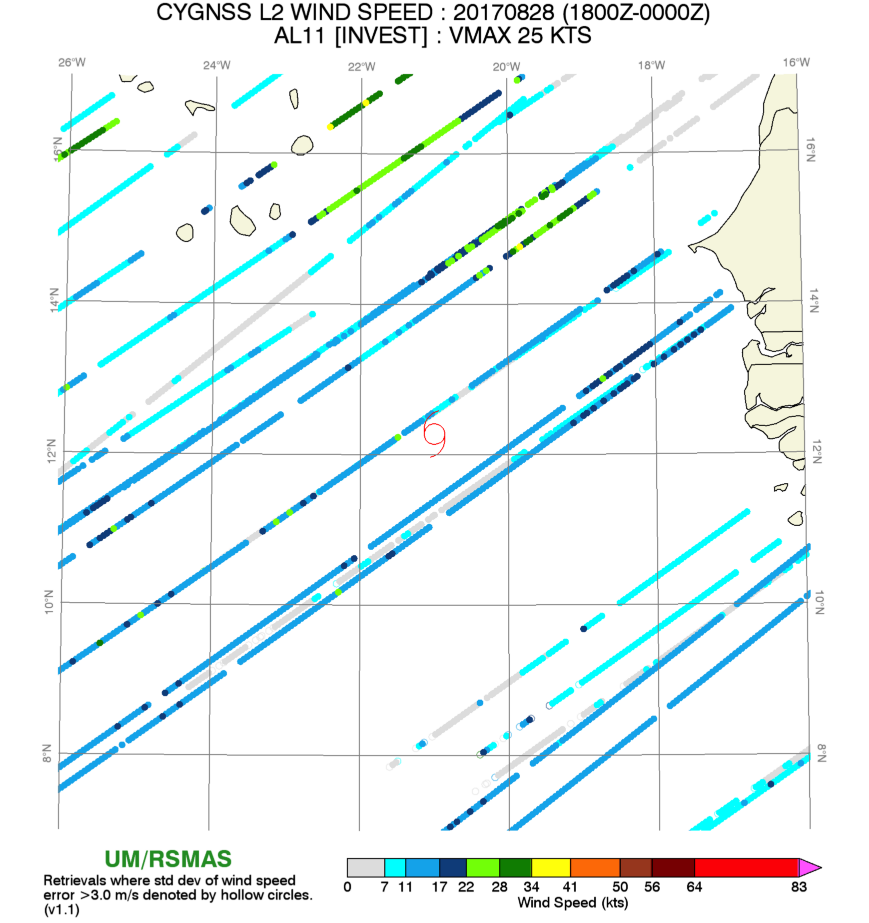 CYGNSS L2 WIND SPEED : 20170828 (1800Z-0000Z)
AL11 [INVEST] : VMAX 25 KTS
26°W 24°W 22°W 20°W 18°W 16°W
16°N 16°N
14°N 14°N
12°N 12°N
10°N 10°N
8°N 8°N
UM/RSMAS
Retrievals where std dev of wind speed
error >3.0 m/s denoted by hollow circles.
(v1.1)
0 7 11 17 22 28 34 41 50 56 64 83
Wind Speed (kts)